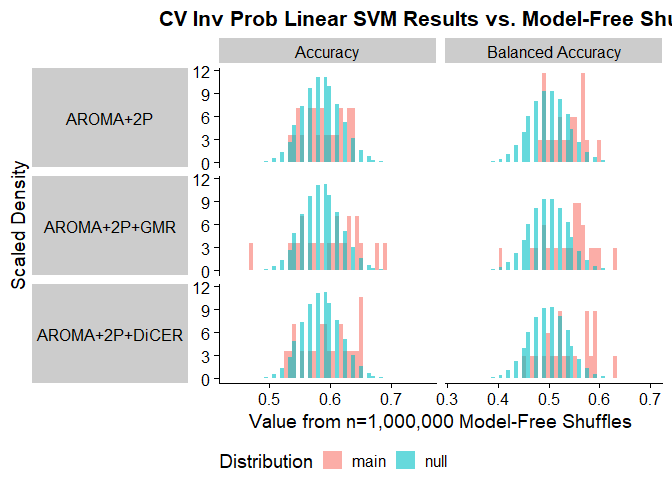 CV Inv Prob Linear SVM Results vs. Model-Free Shu
Accuracy
Balanced Accuracy
Scaled Density
AROMA+2P
12
9
6
3
0
AROMA+2P+GMR
12
9
6
3
0
AROMA+2P+DiCER
12
9
6
3
0
0.5 0.6 0.7 0.3 0.4 0.5 0.6 0.7
Value from n=1,000,000 Model-Free Shuffles
Distribution main null